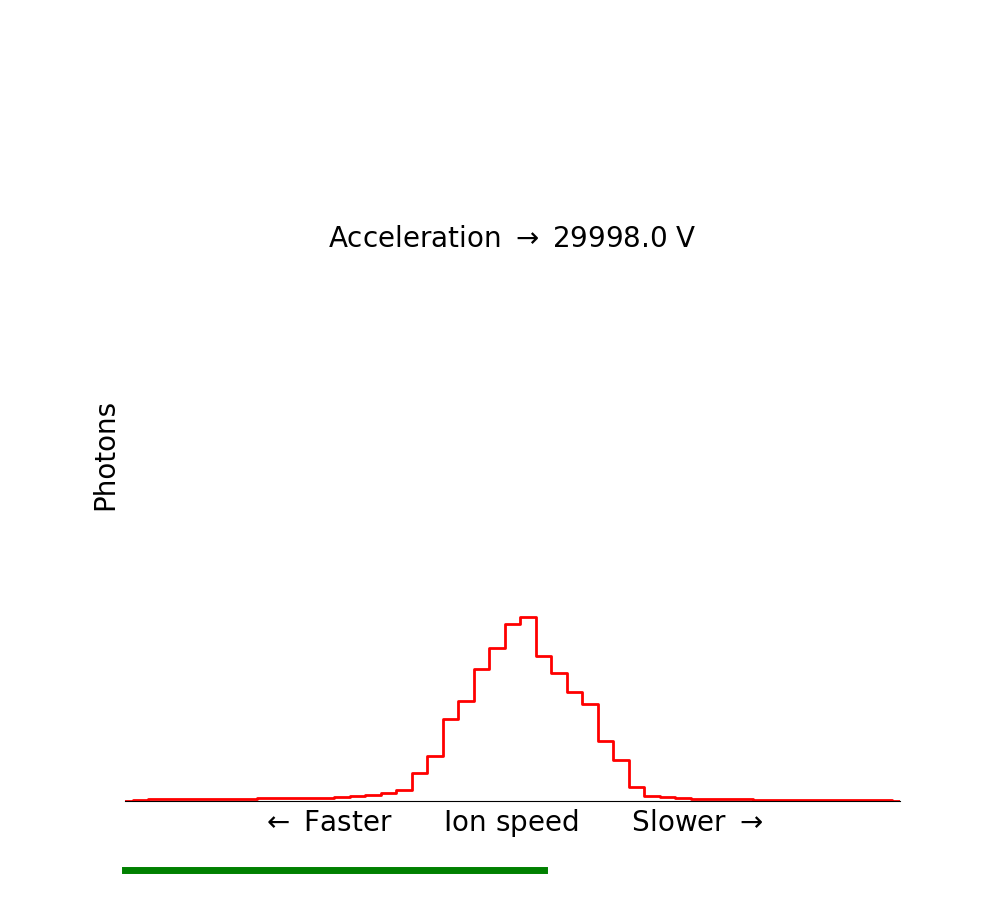 Acceleration → 29998.0 V
Photons
← Faster Ion speed Slower →